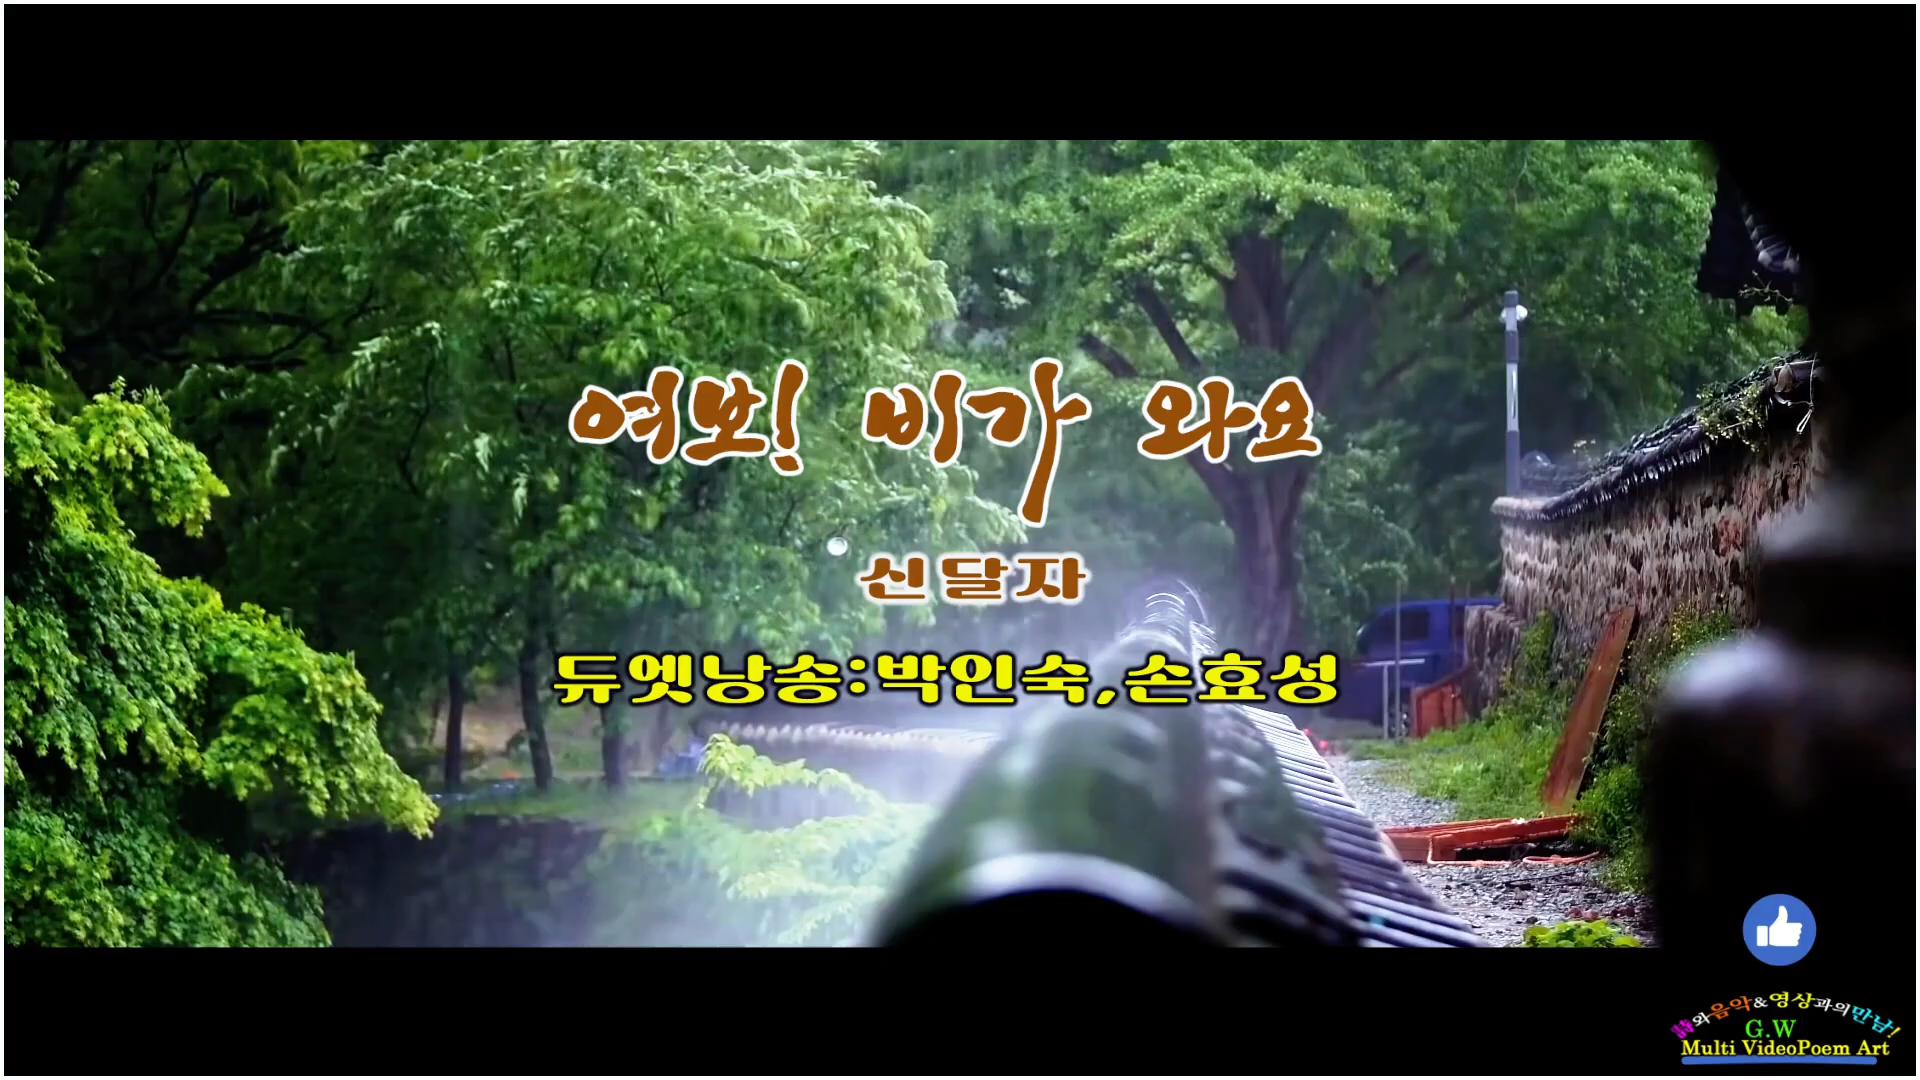 여보! 비가 와요
신달자
듀엣낭송:박인숙,손효성
詩와음악&영상과의만남!
G.W
Multi VideoPoem Art